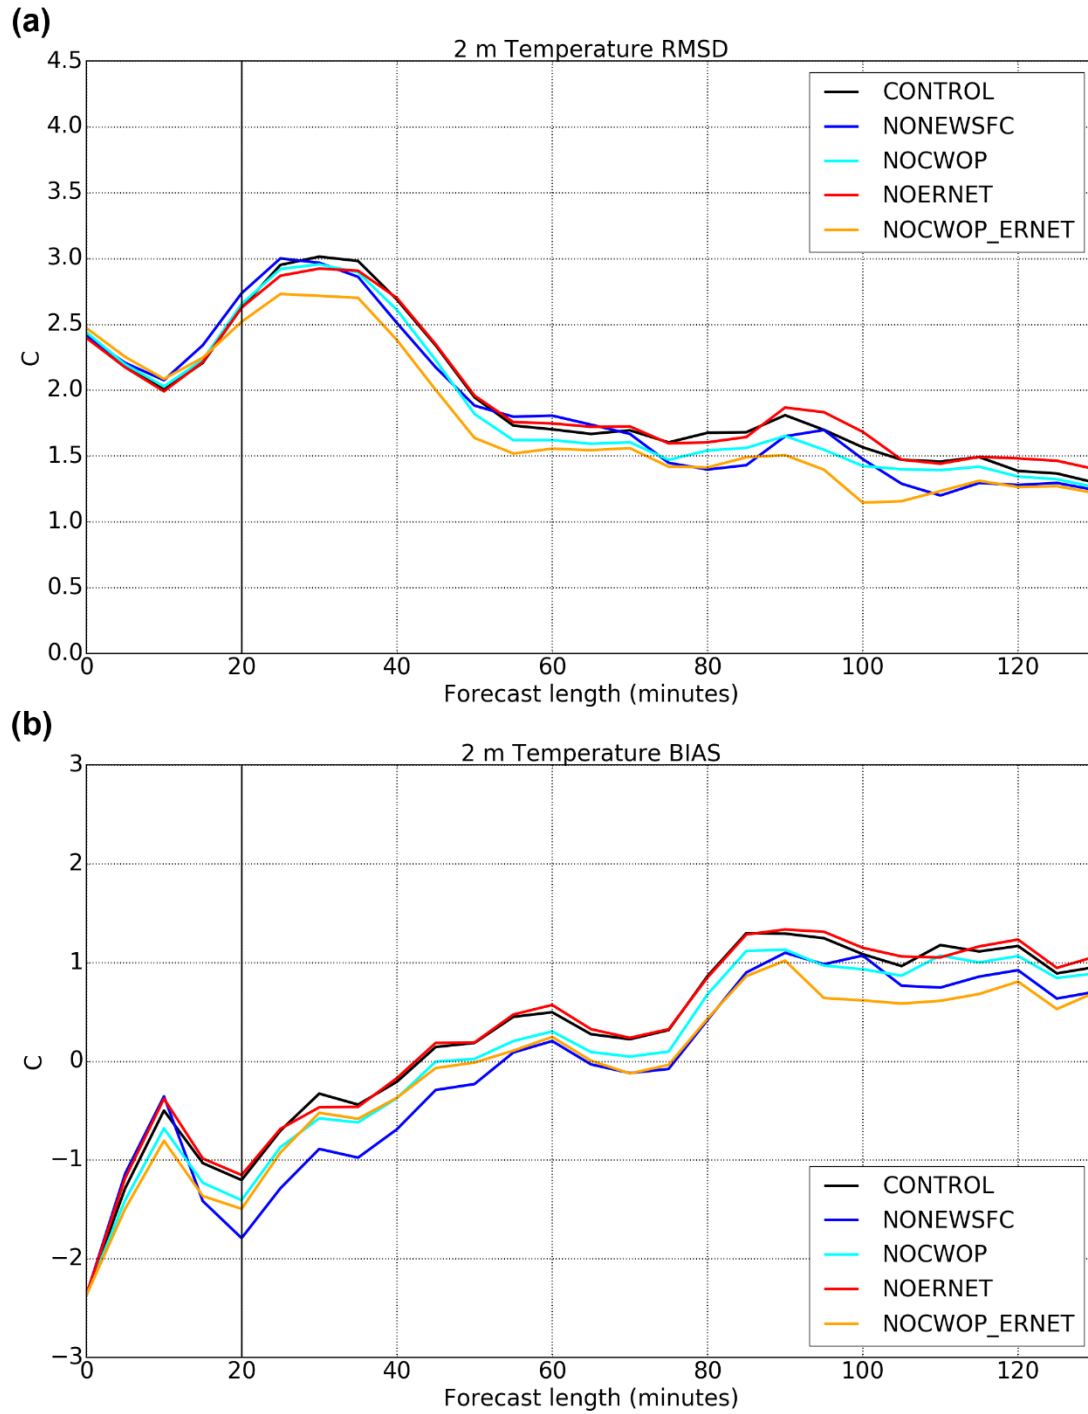 (a)
2 m Temperature RMSD
4.5
4.0
3.5
3.0
2.5
2.0
1.5
1.0
0.5
0.0
C
CONTROL
NONEWSFC
NOCWOP
NOERNET
NOCWOP_ERNET
0 20 40 60 80 100 120
Forecast length (minutes)
(b)
2 m Temperature BIAS
3
2
1
0
−1
−2
−3
C
CONTROL
NONEWSFC
NOCWOP
NOERNET
NOCWOP_ERNET
0 20 40 60 80 100 120
Forecast length (minutes)